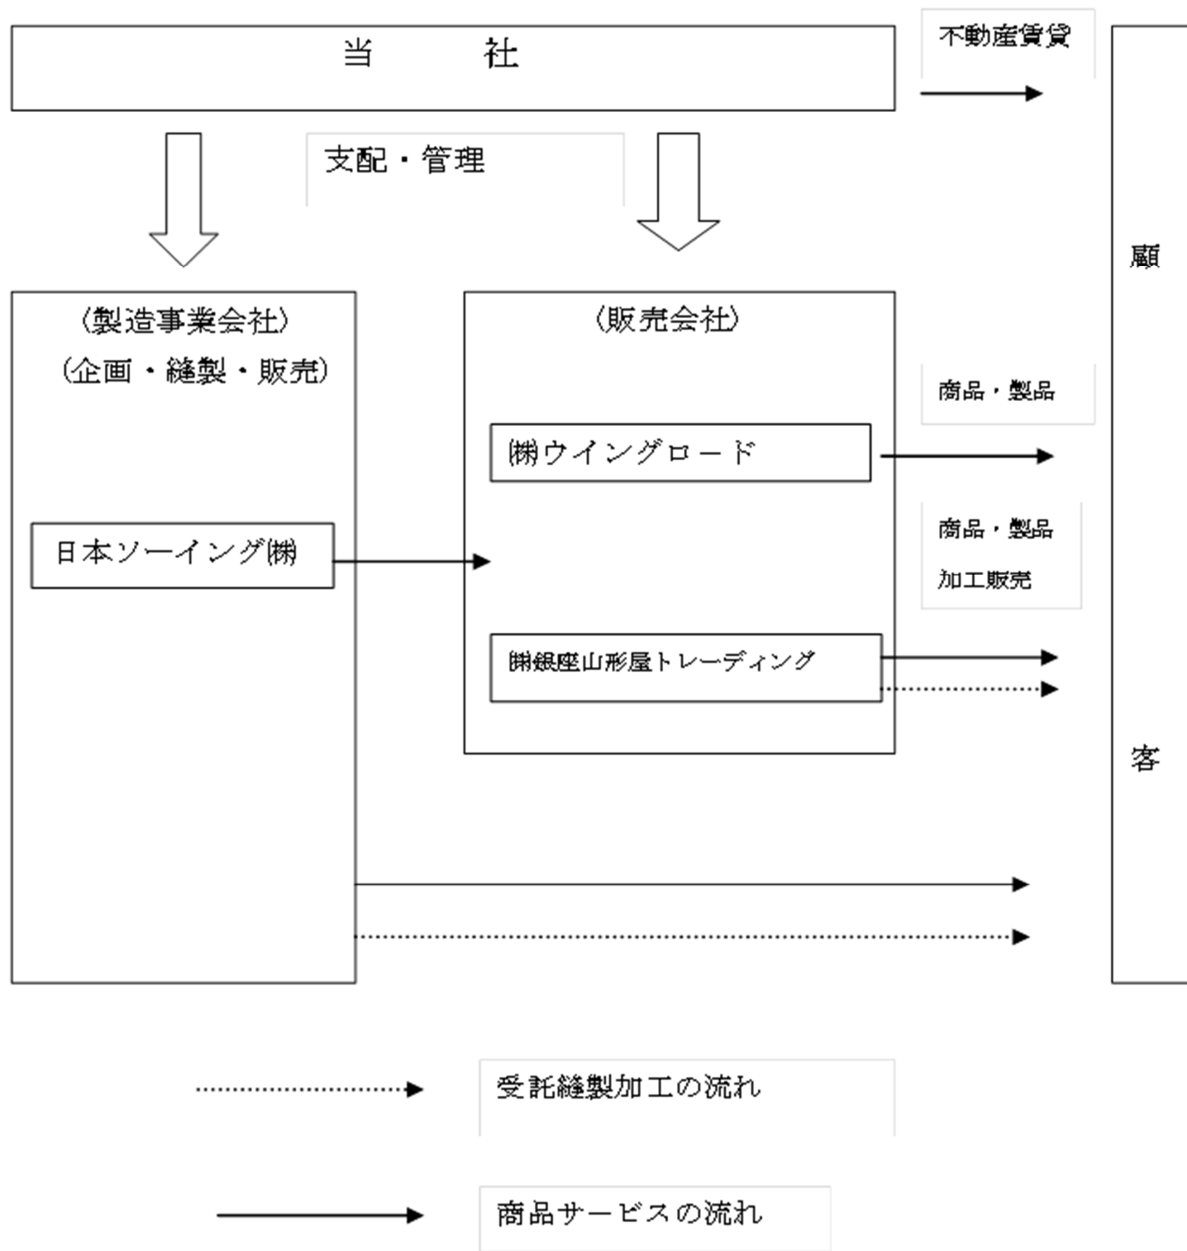 当 社
不動産賃貸
支配・管理
(製造事業会社)
(企画・縫製・販売)
日本ソーイング㈱
(販売会社)
㈱ウイングロード
㈱銀座山形屋トレーディング
商品・製品
商品・製品
加工販売
顧
客
受託縫製加工の流れ
商品サービスの流れ